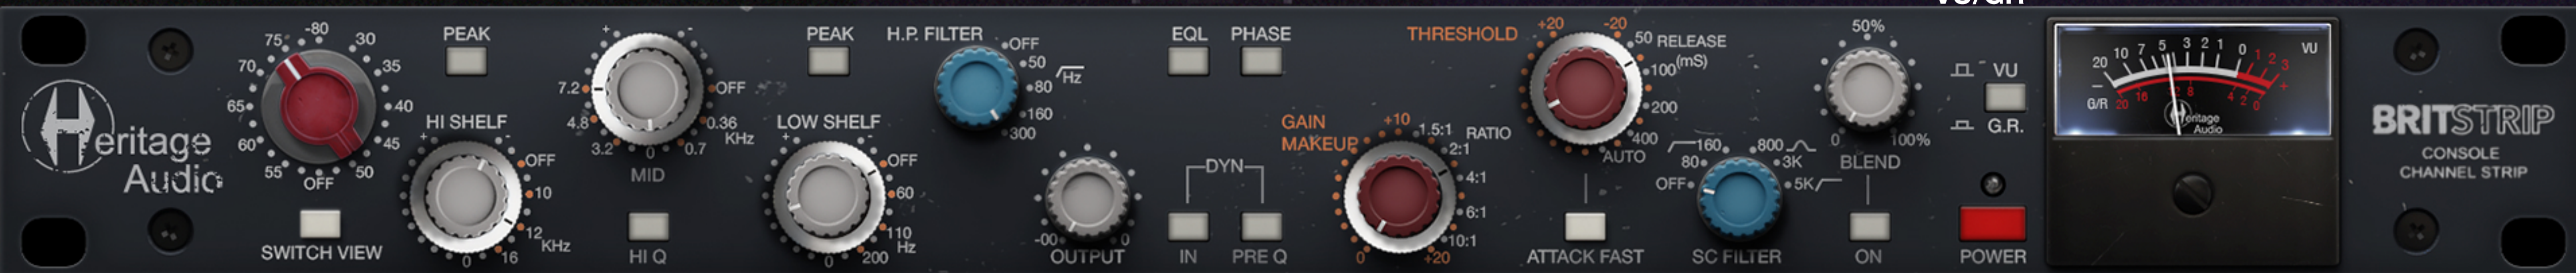 VU/GR
Heritage
Audio
-80
75
30
70
35
65
40
60
45
55
50
OFF
SWITCH VIEW
PEAK
HI SHELF
+
-
OFF
10
12
KHz
16
0
+
-
7.2
OFF
4.8
0.36
KHz
3.2
0
0.7
MID
HI Q
PEAK
LOW SHELF
+
-
OFF
60
110
Hz
200
0
H.P. FILTER
OFF
50
80
Hz
160
300
-00
0
OUTPUT
EQL
PHASE
DYN
IN
PRE Q
GAIN
MAKEUP
+10
1.5:1
RATIO
2:1
4:1
6:1
10:1
0
+20
THRESHOLD
+20
-20
50
RELEASE
(mS)
100
200
400
AUTO
ATTACK FAST
160
800
80
3K
OFF
5K
SC FILTER
50%
0
100%
BLEND
ON
VU
G.R.
POWER
20
10
7
5
3
2
1
0
1
2
3
VU
-
+
G/R
20
16
12
8
4
2
0
Heritage
Audio
BRITSTRIP
CONSOLE
CHANNEL STRIP